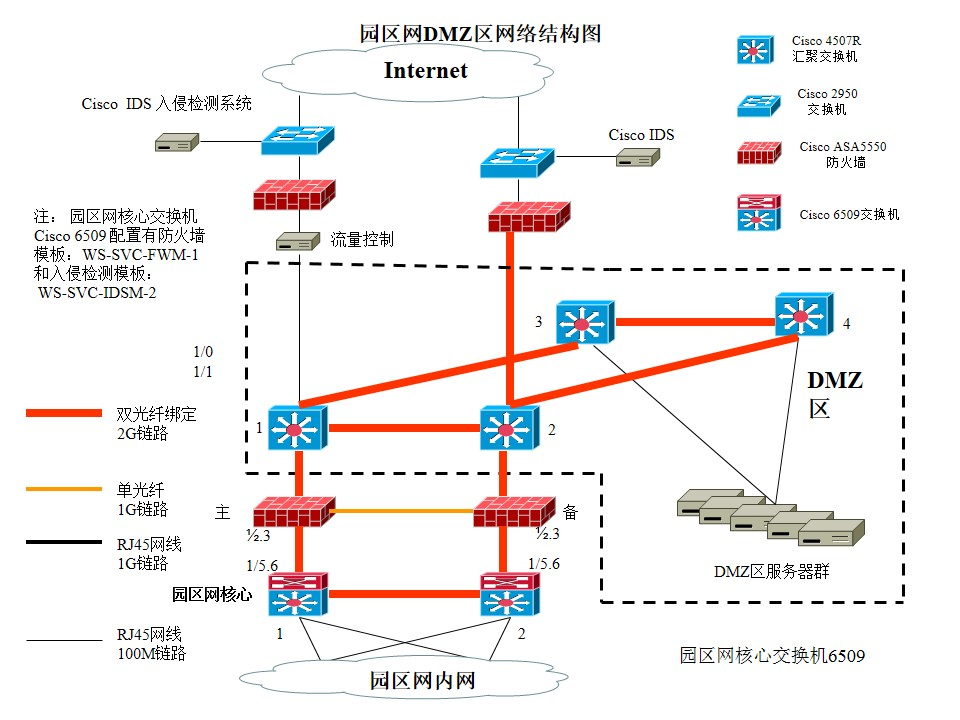 园区网DMZ区网络结构图
Internet
Cisco 4507R
汇聚交换机
Cisco 2950
交换机
Cisco ASA5550
防火墙
Cisco 6509交换机
Cisco IDS 入侵检测系统
Cisco IDS
注： 园区网核心交换机
Cisco 6509 配置有防火墙
模板：WS-SVC-FWM-1
和入侵检测模板：
WS-SVC-IDSM-2
流量控制
3
4
1/0
1/1
DMZ
区
1
2
双光纤绑定
2G链路
单光纤
1G链路
RJ45网线
1G链路
RJ45网线
100M链路
主
备
½.3
½.3
1/5.6
1/5.6
园区网核心
1
2
DMZ区服务器群
园区网内网
园区网核心交换机6509